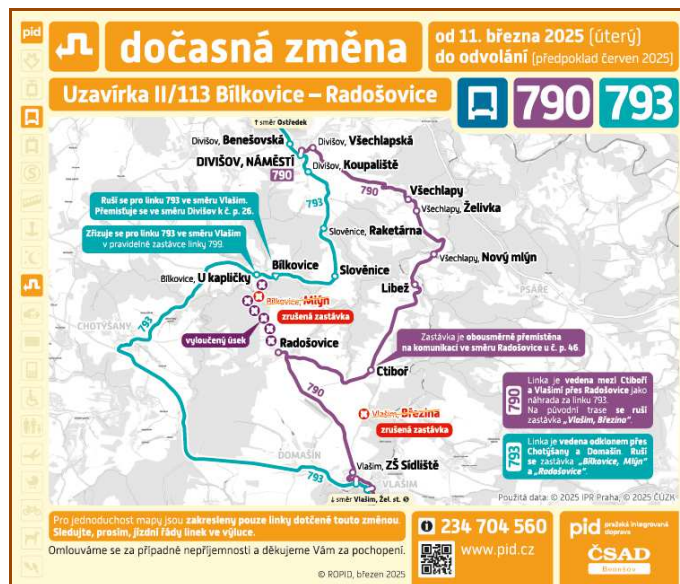 pid
dočasná změna
od 11. března 2025 (úterý)
do odvolání (předpoklad červen 2025)
Uzavírka II/113 Bílkovice – Radošovice
790
793
↑ směr Ostředek
Divišov, Benešovská
Divišov, Všechlapská
DIVIŠOV, NÁMĚSTÍ
790
Divišov, Koupaliště
790
Všechlapy
Všechlapy, Želivka
793
Ruší se pro linku 793 ve směru Vlašim.
Přemisťuje se ve směru Divišov k č. p. 26.
Zřizuje se pro linku 793 ve směru Vlašim
v pravidelné zastávce linky 799.
Slověnice, Raketárna
Všechlapy, Nový mlýn
Bílkovice
Bílkovice, U kapličky
Slověnice
Libež
PSÁŘE
Bílkovice, Mlýn
zrušená zastávka
CHOTÝŠANY
793
vyloučený úsek
Radošovice
Zastávka je obousměrně přemístěna
na komunikaci ve směru Radošovice u č. p. 46.
Ctiboř
790
790
Linka je vedena mezi Ctiboří
a Vlašimí přes Radošovice jako
náhrada za linku 793.
Na původní trase se ruší
zastávka „Vlašim, Březina“.
Vlašim, Březina
zrušená zastávka
793
Linka je vedena odklonem přes
Chotýšany a Domašín. Ruší
se zastávka „Bílkovice, Mlýn“
a „Radošovice“.
DOMAŠÍN
Vlašim, ZŠ Sídliště
793
VLAŠIM
↓ směr Vlašim, Žel. st.
Použitá data: © 2025 IPR Praha, © 2025 ČÚZK
Pro jednoduchost mapy jsou zakresleny pouze linky dotčené touto změnou.
Sledujte, prosím, jízdní řády linek ve výluce.
Omlouváme se za případné nepříjemnosti a děkujeme Vám za pochopení.
© ROPID, březen 2025
234 704 560
www.pid.cz
pid pražská integrovaná
doprava
ČSAD
Benešov